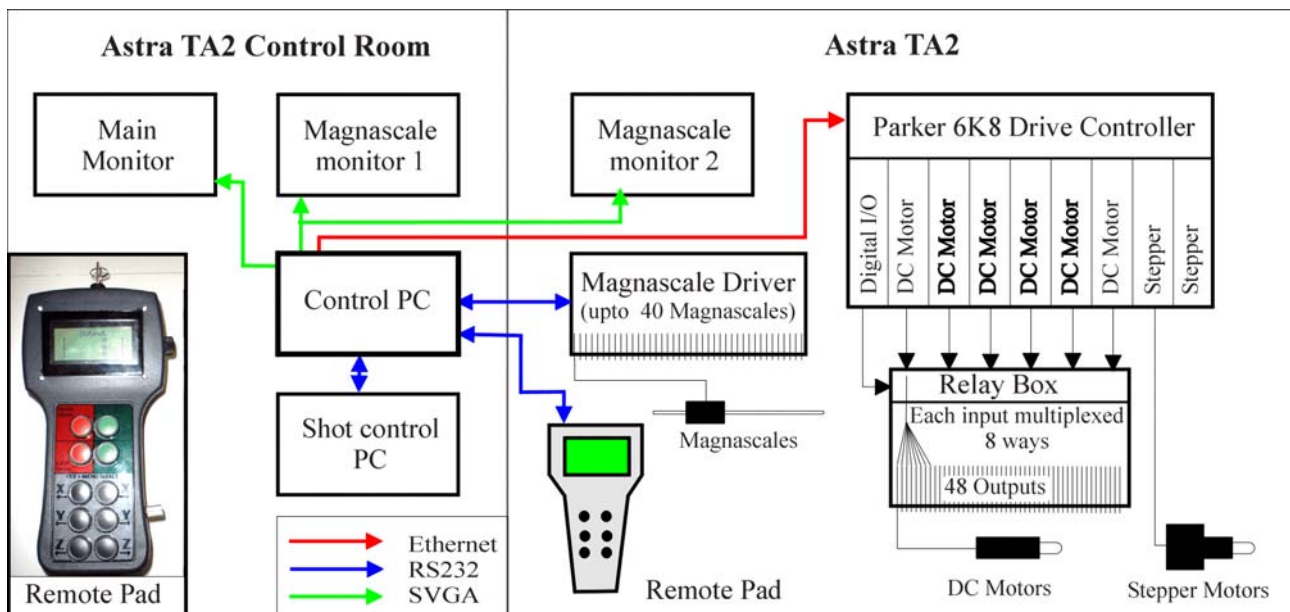 Astra TA2 Control Room
Astra TA2
Main
Monitor
Magnascale
monitor 1
Magnascale
monitor 2
Parker 6K8 Drive Controller
Digital I/O
DC Motor
DC Motor
DC Motor
DC Motor
DC Motor
DC Motor
Stepper
Stepper
Control PC
Magnascale Driver
(upto 40 Magnascales)
Shot control
PC
Magnascales
Relay Box
Each input multiplexed
8 ways
48 Outputs
X X
Y Y
Z Z
Remote Pad
Ethernet
RS232
SVGA
Remote Pad
DC Motors
Stepper Motors